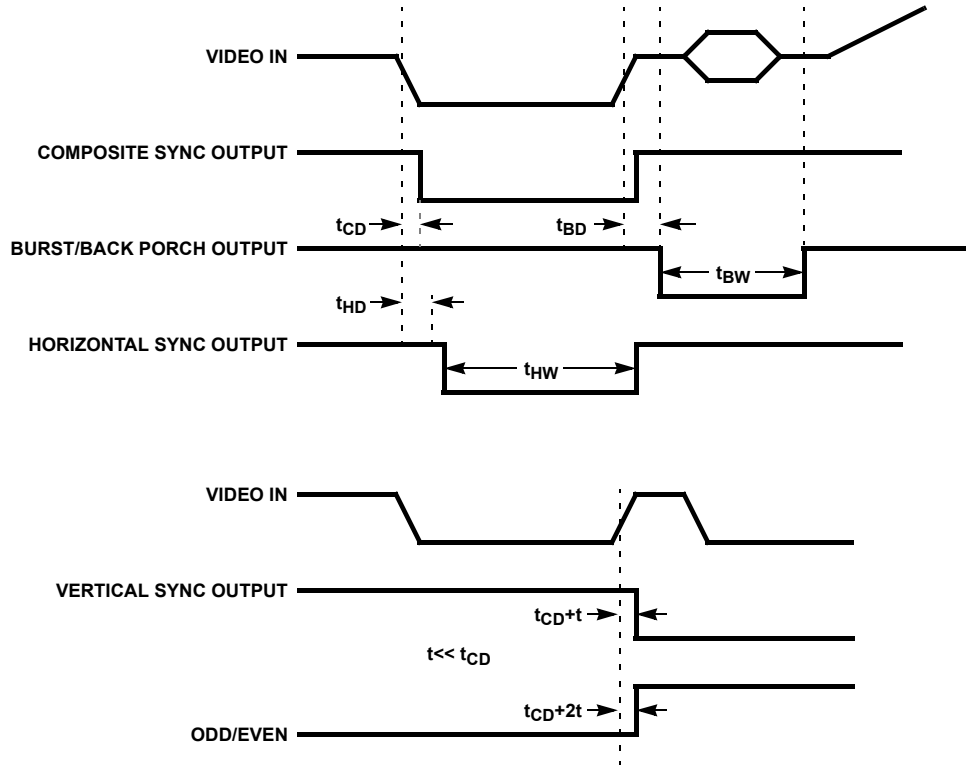 VIDEO IN
COMPOSITE SYNC OUTPUT
tCD
tBD
BURST/BACK PORCH OUTPUT
tBW
tHD
HORIZONTAL SYNC OUTPUT
tHW
VIDEO IN
VERTICAL SYNC OUTPUT
tCD+t
t<< tCD
tCD+2t
ODD/EVEN